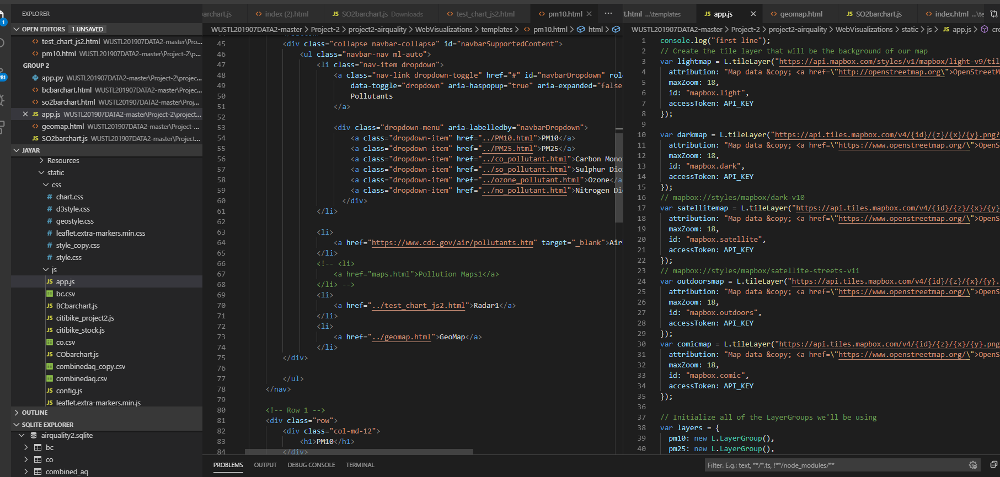 EXPLORER
OPEN EDITORS 1 UNSAVED
test_chart_js2.html WUSTL201907DATA2-master\Pro...
pm10.html WUSTL201907DATA2-master\Project-2\p...
GROUP 2
app.py WUSTL201907DATA2-master\Project-2\projec...
bcbarchart.html WUSTL201907DATA2-master\Proj...
so2barchart.html WUSTL201907DATA2-master\Proj...
JS app.js WUSTL201907DATA2-master\Project-2\project...
geomap.html WUSTL201907DATA2-master\Project-...
JS SO2barchart.js WUSTL201907DATA2-master\Project...
JAYAR
Resources
static
css
# chart.css
# d3style.css
# geostyle.css
# leaflet.extra-markers.min.css
# style_copy.css
# style.css
js
JS app.js
bc.csv
JS BCbarchart.js
JS citibike_project2.js
JS citibike_stock.js
co.csv
JS CObarchart.js
combinedaq_copy.csv
combinedaq.csv
JS config.js
JS leaflet.extra-markers.min.js
OUTLINE
SQLITE EXPLORER
airquality2.sqlite
bc
co
combined_aq
1
281
barchart.js <> index (2).html JS SO2barchart.js Downloads <> test_chart_js2.html <> pm10.html ...
WUSTL201907DATA2-master > Project-2 > project2-airquality > WebVisualizations > templates > <> pm10.html > html >
45 <div class="collapse navbar-collapse" id="navbarSupportedContent">
46 <ul class="navbar-nav ml-auto">
47 <li class="nav-item dropdown">
48 <a class="nav-link dropdown-toggle" href="#" id="navbarDropdown" rol
49 data-toggle="dropdown" aria-haspopup="true" aria-expanded="false
50 Pollutants
51 </a>
52
53 <div class="dropdown-menu" aria-labelledby="navbarDropdown">
54 <a class="dropdown-item" href="../PM10.html">PM10</a>
55 <a class="dropdown-item" href="../PM25.html">PM25</a>
56 <a class="dropdown-item" href="../co_pollutant.html">Carbon Mono
57 <a class="dropdown-item" href="../so_pollutant.html">Sulphur Dio
58 <a class="dropdown-item" href="../ozone_pollutant.html">Ozone</a
59 <a class="dropdown-item" href="../no_pollutant.html">Nitrogen Di
60 </div>
61 </li>
62
63 <li>
64 <a href="https://www.cdc.gov/air/pollutants.htm" target="_blank">Air
65 </li>
66 <!-- <li>
67 <a href="maps.html">Pollution Maps1</a>
68 </li> -->
69 <li>
70 <a href="../test_chart_js2.html">Radar1</a>
71 </li>
72 <li>
73 <a href="../geomap.html">GeoMap</a>
74 </li>
75 </div>
76
77 </ul>
78 </nav>
79
80 <!-- Row 1 -->
81 <div class="row">
82 <div class="col-md-12">
83 <h1>PM10</h1>
84 </div>
rt.html ...\templates JS app.js <> geomap.html JS SO2barchart.js <> index.html ...\te
WUSTL201907DATA2-master > Project-2 > project2-airquality > WebVisualizations > static > js > JS app.js > cre
1 console.log("first line");
2 // Create the tile layer that will be the background of our map
3 var lightmap = L.tileLayer("https://api.mapbox.com/styles/v1/mapbox/light-v9/til
4 attribution: "Map data &copy; <a href=\"http://openstreetmap.org\">OpenStreetM
5 maxZoom: 18,
6 id: "mapbox.light",
7 accessToken: API_KEY
8 });
9
10 var darkmap = L.tileLayer("https://api.tiles.mapbox.com/v4/{id}/{z}/{x}/{y}.png?
11 attribution: "Map data &copy; <a href=\"https://www.openstreetmap.org/\">OpenS
12 maxZoom: 18,
13 id: "mapbox.dark",
14 accessToken: API_KEY
15 });
16 // mapbox://styles/mapbox/dark-v10
17 var satellitemap = L.tileLayer("https://api.tiles.mapbox.com/v4/{id}/{z}/{x}/{y}
18 attribution: "Map data &copy; <a href=\"https://www.openstreetmap.org/\">OpenS
19 maxZoom: 18,
20 id: "mapbox.satellite",
21 accessToken: API_KEY
22 });
23 // mapbox://styles/mapbox/satellite-streets-v11
24 var outdoorsmap = L.tileLayer("https://api.tiles.mapbox.com/v4/{id}/{z}/{x}/{y}.
25 attribution: "Map data &copy; <a href=\"https://www.openstreetmap.org/\">OpenS
26 maxZoom: 18,
27 id: "mapbox.outdoors",
28 accessToken: API_KEY
29 });
30 var comicmap = L.tileLayer("https://api.tiles.mapbox.com/v4/{id}/{z}/{x}/{y}.png
31 attribution: "Map data &copy; <a href=\"https://www.openstreetmap.org/\">OpenS
32 maxZoom: 18,
33 id: "mapbox.comic",
34 accessToken: API_KEY
35 });
36
37 // Initialize all of the LayerGroups we'll be using
38 var layers = {
39 pm10: new L.LayerGroup(),
40 pm25: new L.LayerGroup(),
PROBLEMS OUTPUT DEBUG CONSOLE TERMINAL
Filter. E.g.: text, **/*.ts, !**/node_modules/**